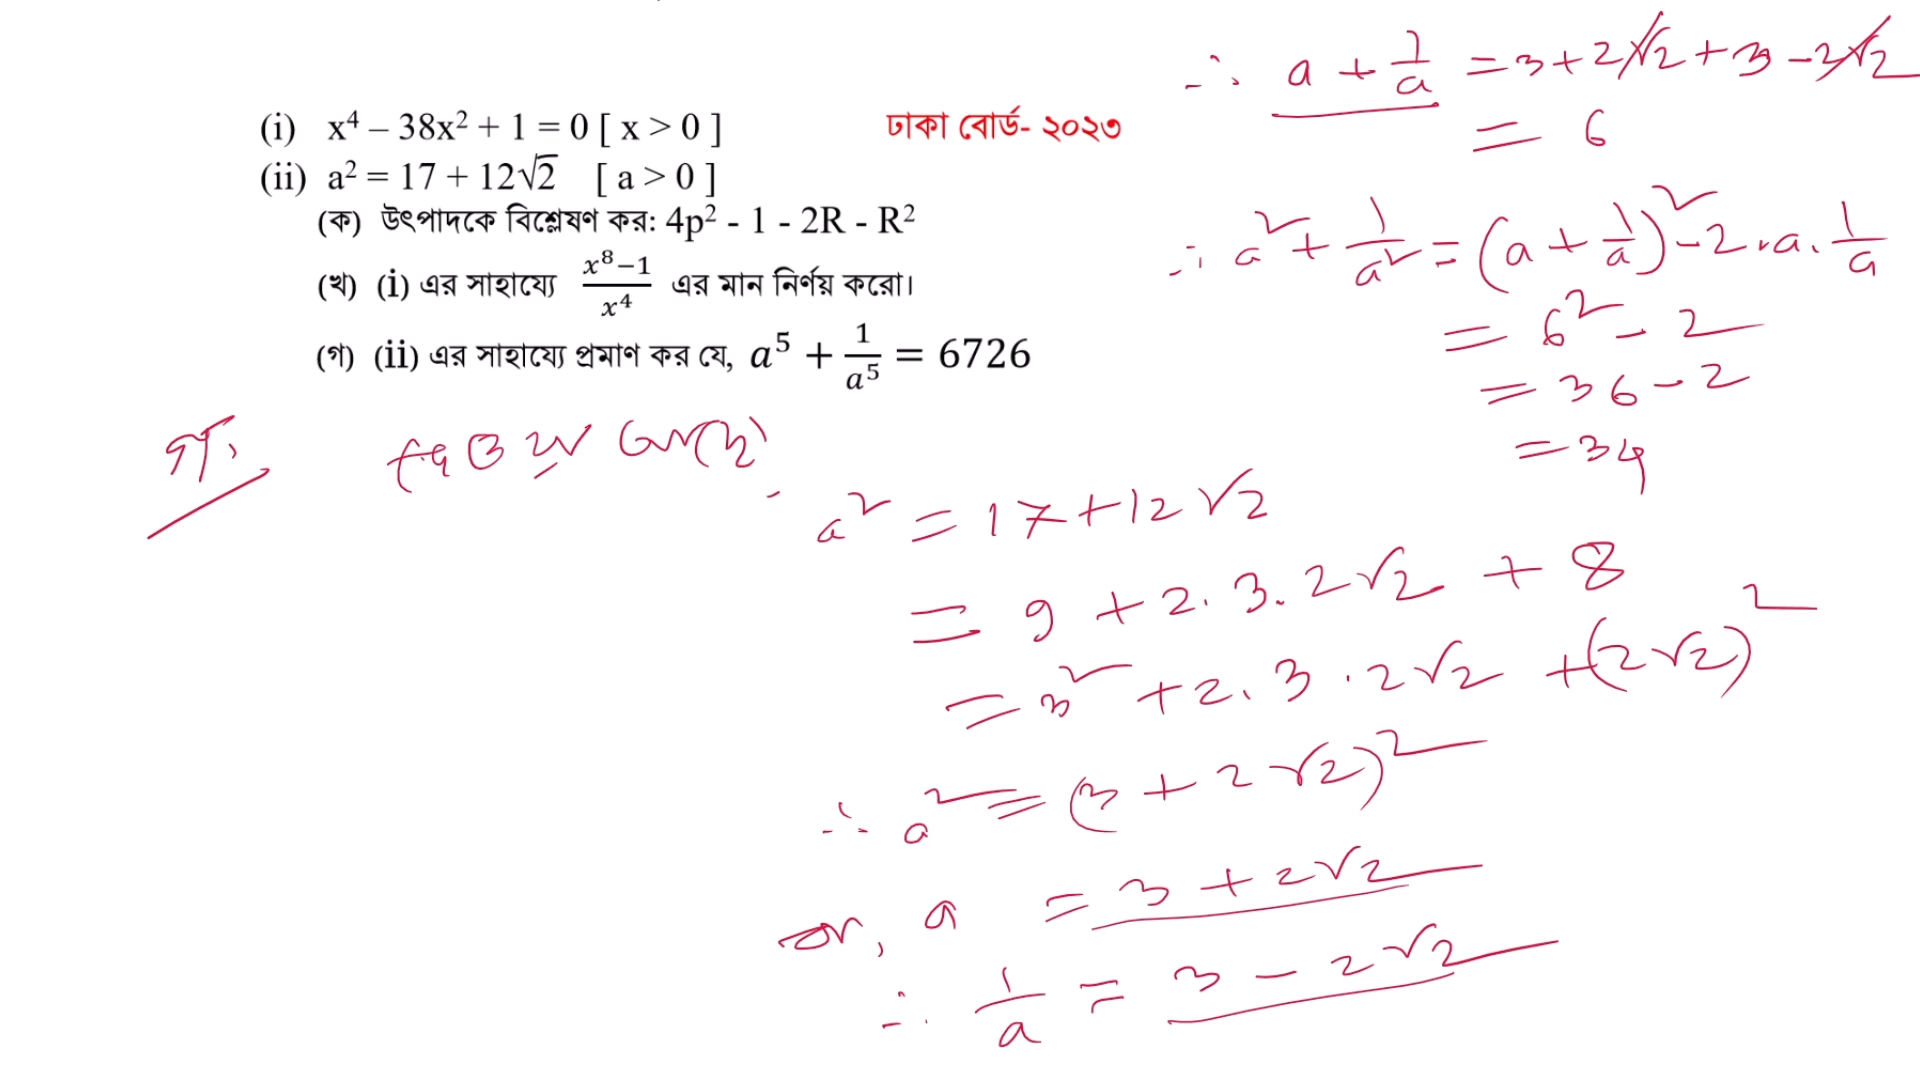 (i) x⁴ – 38x² + 1 = 0 [ x > 0 ] ঢাকা বোর্ড- ২০২৩
(ii) a² = 17 + 12√2 [ a > 0 ]
(ক) উৎপাদকে বিশ্লেষণ কর: 4p² - 1 - 2R - R²
(খ) (i) এর সাহায্যে (x⁸–1)/x⁴ এর মান নির্ণয় করো।
(গ) (ii) এর সাহায্যে প্রমাণ কর যে, a⁵ + 1/a⁵ = 6726
গ.
a² = 17+12√2
= 9 + 2.3.2√2 + 8
= 3² + 2.3.2√2 + (2√2)²
∴ a² = (3 + 2√2)²
or, a = 3 + 2√2
∴ 1/a = 3 – 2√2
∴ a + 1/a = 3 + 2√2 + 3 – 2√2
= 6
∴ a² + 1/a² = (a + 1/a)² – 2.a.1/a
= 6² – 2
= 36 – 2
= 34